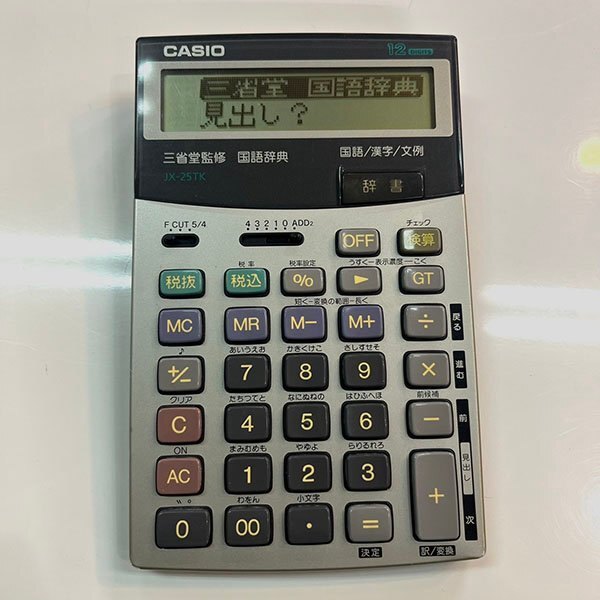 CASIO 12 DIGITS
三省堂 国語辞典
見出し?
三省堂監修 国語辞典 国語/漢字/文例
JX-25TK 辞書
F CUT 5/4 4 3 2 1 0 ADD2 チェック
OFF 検算
税率 税率設定 うすく―表示濃度―こく
税抜 税込 % ▶ GT
短く―変換の範囲―長く
MC MR M− M+ ÷ 戻る
♪ あいうえお かきくけこ さしすせそ
+/− 7 8 9 × 進む
クリア たちつてと なにぬねの はひふへほ 前候補
C 4 5 6 − 前
ON まみむめも やゆよ らりるれろ 見出し
AC 1 2 3 + 次
゛゜ わをん 小文字
0 00 ・ =
決定 訳/変換